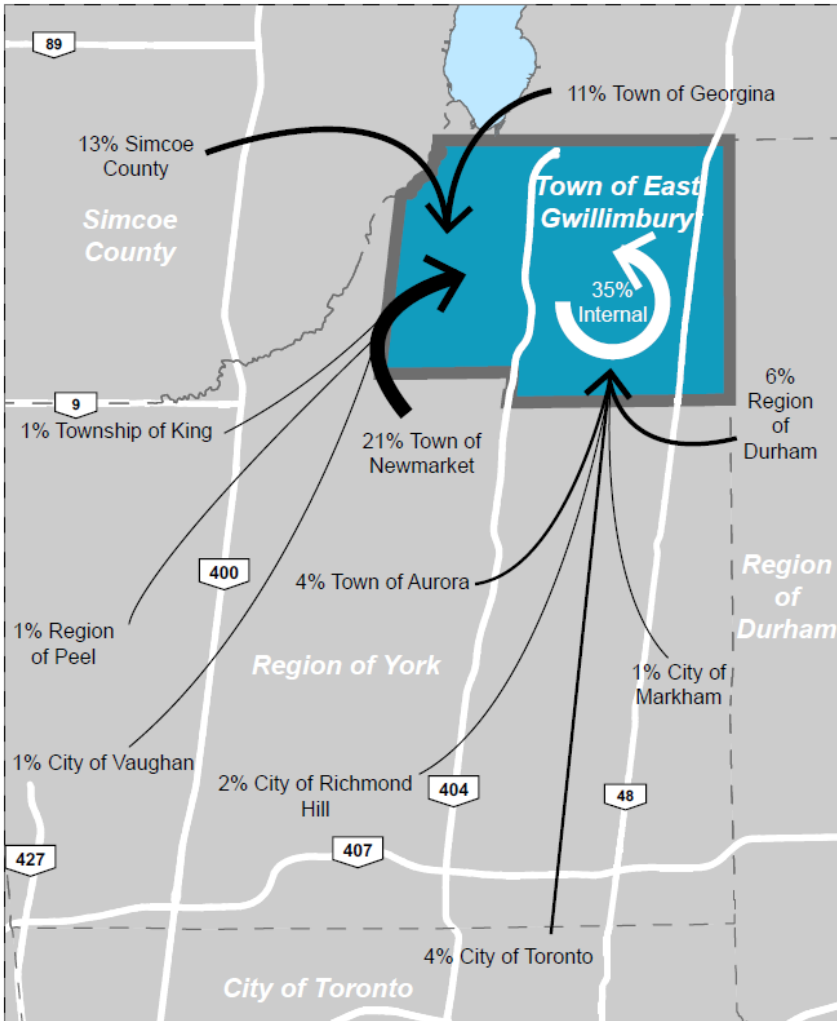 89
11% Town of Georgina
13% Simcoe
County
Town of East
Gwillimbury
Simcoe
County
35%
Internal
9
1% Township of King
21% Town of
Newmarket
6%
Region
of
Durham
400
4% Town of Aurora
Region
of
Durham
1% Region
of Peel
Region of York
1% City of
Markham
1% City of Vaughan
2% City of Richmond
Hill
404
48
427
407
4% City of Toronto
City of Toronto